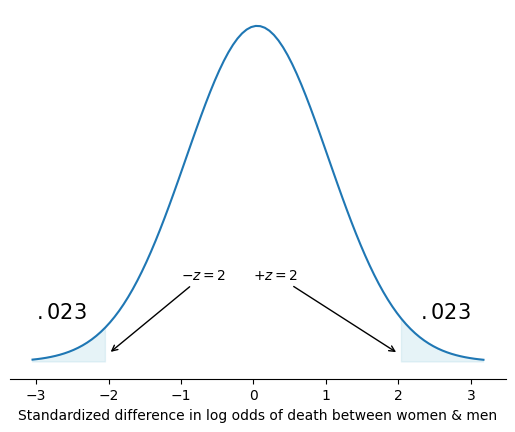 −z = 2 +z = 2
.023 .023
−3 −2 −1 0 1 2 3
Standardized difference in log odds of death between women & men